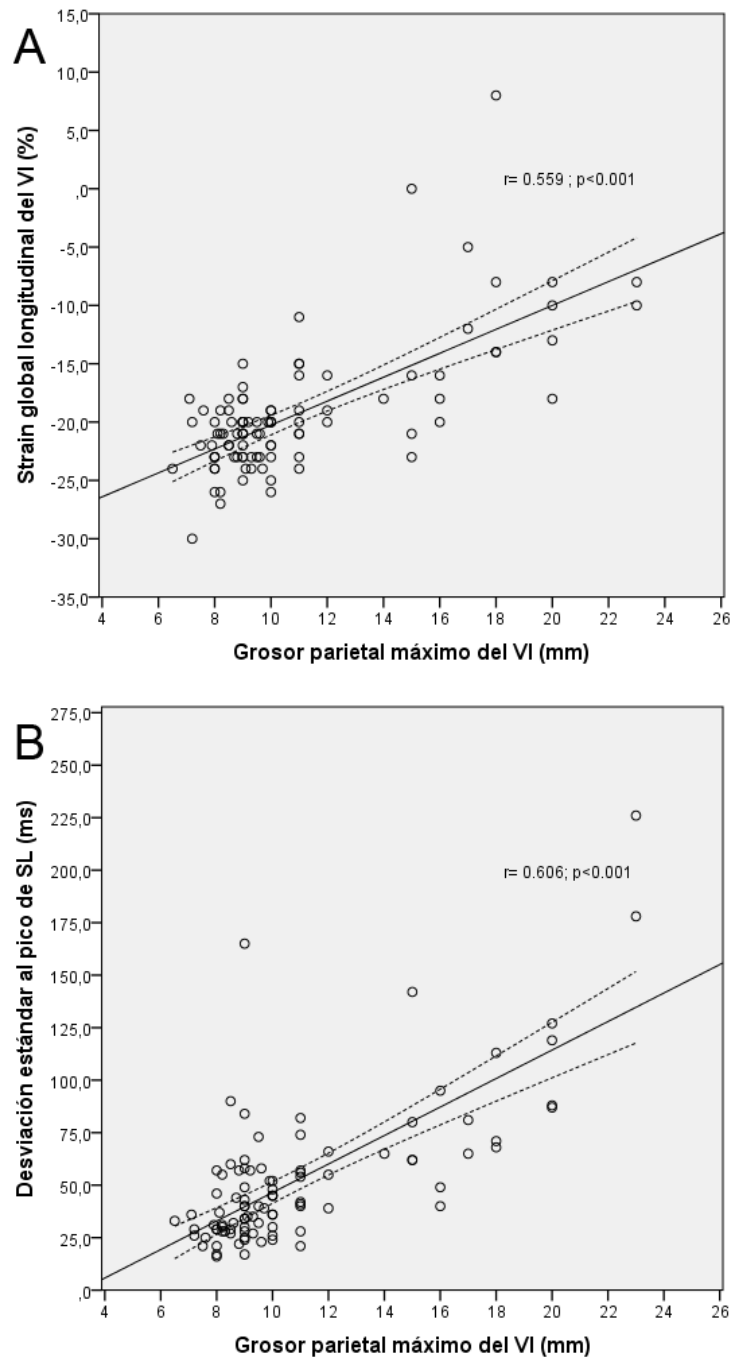 A
Strain global longitudinal del VI (%)
15,0
10,0
5,0
,0
-5,0
-10,0
-15,0
-20,0
-25,0
-30,0
-35,0
r= 0.559 ; p<0.001
4 6 8 10 12 14 16 18 20 22 24 26
Grosor parietal máximo del VI (mm)
B
Desviación estándar al pico de SL (ms)
275,0
250,0
225,0
200,0
175,0
150,0
125,0
100,0
75,0
50,0
25,0
,0
r= 0.606; p<0.001
4 6 8 10 12 14 16 18 20 22 24 26
Grosor parietal máximo del VI (mm)